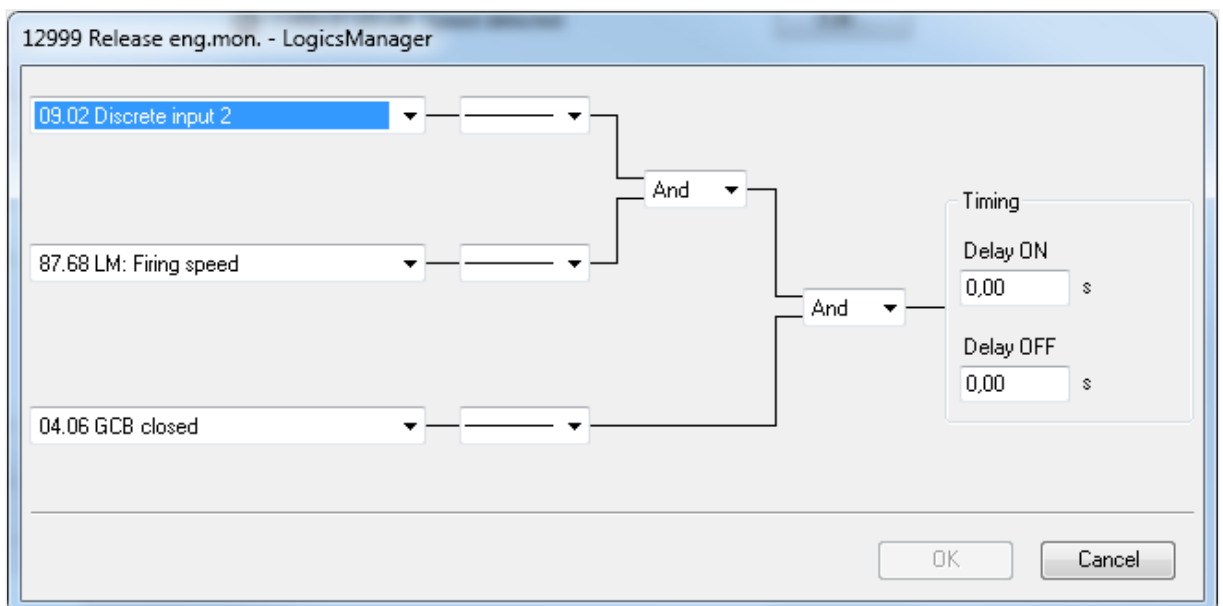 12999 Release eng.mon. - LogicsManager
09.02 Discrete input 2
And
Timing
Delay ON
87.68 LM: Firing speed
0,00 s
And
Delay OFF
0,00 s
04.06 GCB closed
OK
Cancel